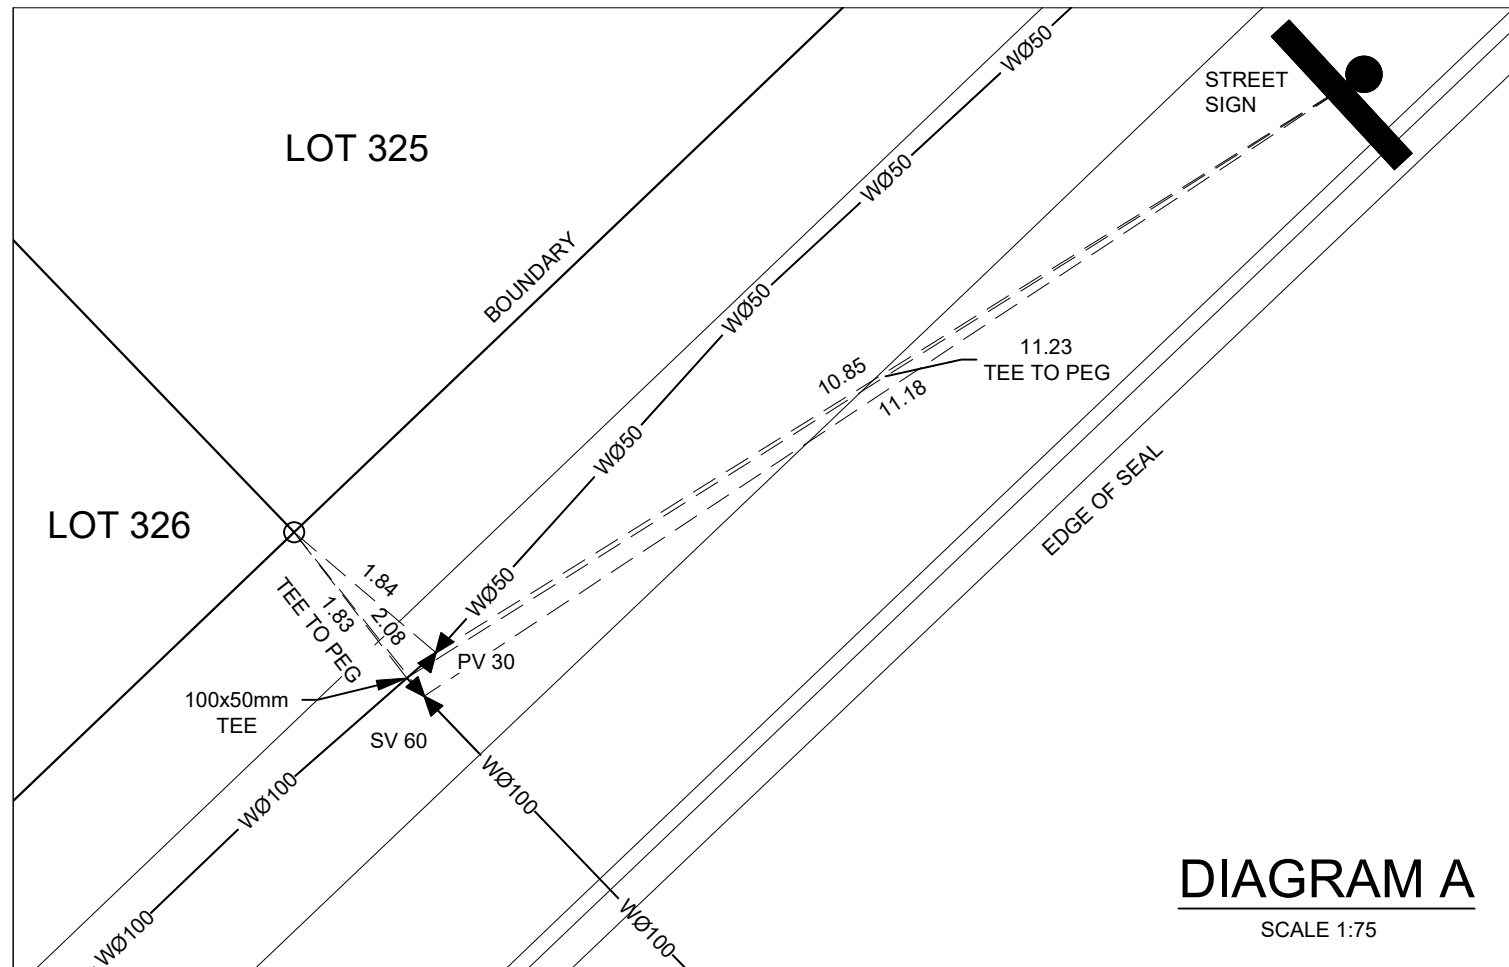 WØ50
STREET
SIGN
LOT 325
WØ50
BOUNDARY
WØ50
11.23
TEE TO PEG
10.85
11.18
WØ50
EDGE OF SEAL
LOT 326
1.84
WØ50
2.08
1.83
TEE TO PEG
PV 30
100x50mm
TEE
SV 60
WØ100
WØ100
WØ100
WØ100
DIAGRAM A
SCALE 1:75